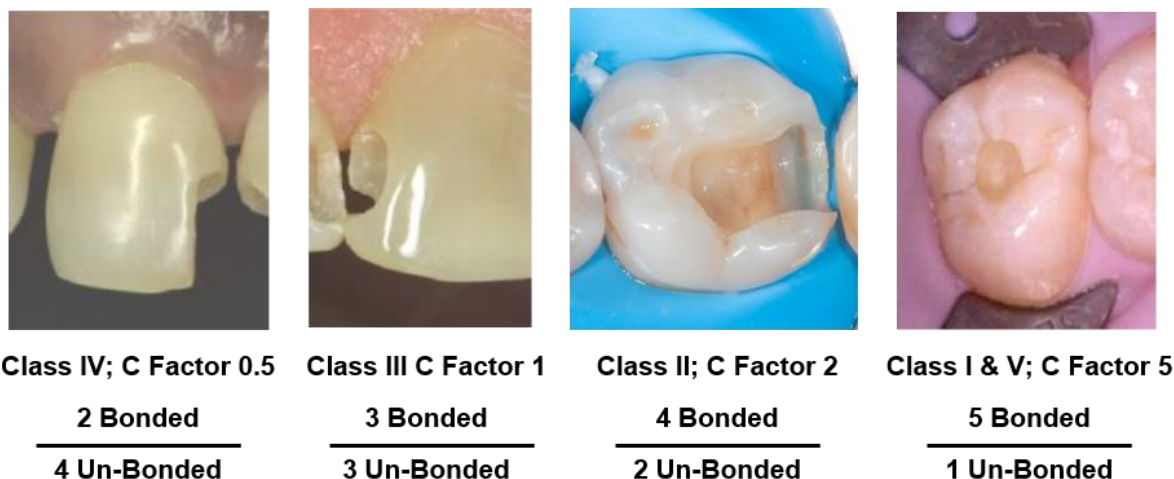 Class IV; C Factor 0.5
2 Bonded
4 Un-Bonded
Class III C Factor 1
3 Bonded
3 Un-Bonded
Class II; C Factor 2
4 Bonded
2 Un-Bonded
Class I & V; C Factor 5
5 Bonded
1 Un-Bonded